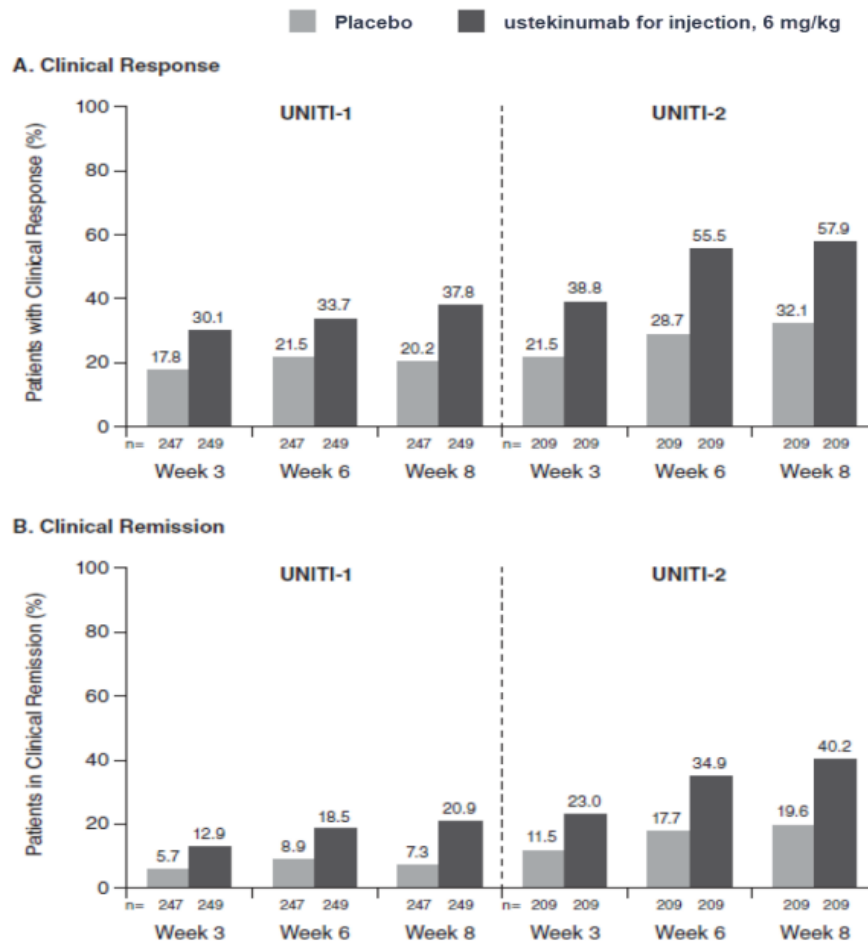 Placebo ustekinumab for injection, 6 mg/kg
A. Clinical Response
Patients with Clinical Response (%)
100
80
60
40
20
0
UNITI-1 UNITI-2
17.8 30.1 21.5 33.7 20.2 37.8 21.5 38.8 28.7 55.5 32.1 57.9
n= 247 249 247 249 247 249 n= 209 209 209 209 209 209
Week 3 Week 6 Week 8 Week 3 Week 6 Week 8
B. Clinical Remission
Patients in Clinical Remission (%)
100
80
60
40
20
0
UNITI-1 UNITI-2
5.7 12.9 8.9 18.5 7.3 20.9 11.5 23.0 17.7 34.9 19.6 40.2
n= 247 249 247 249 247 249 n= 209 209 209 209 209 209
Week 3 Week 6 Week 8 Week 3 Week 6 Week 8